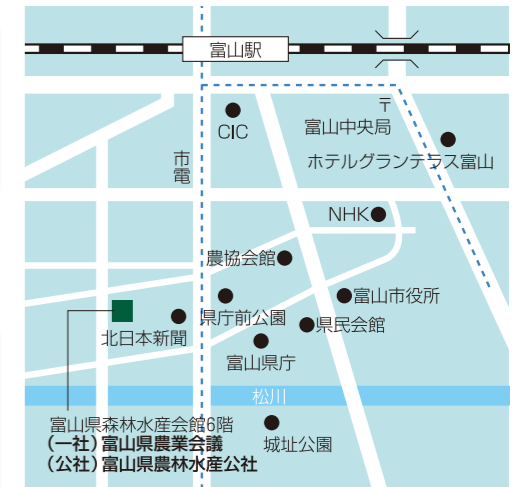 富山駅
〒
富山中央局
CIC
ホテルグランテラス富山
市電
NHK
農協会館
県庁前公園
富山市役所
北日本新聞
県民会館
富山県庁
松川
富山県森林水産会館6階
(一社)富山県農業会議
(公社)富山県農林水産公社
城址公園